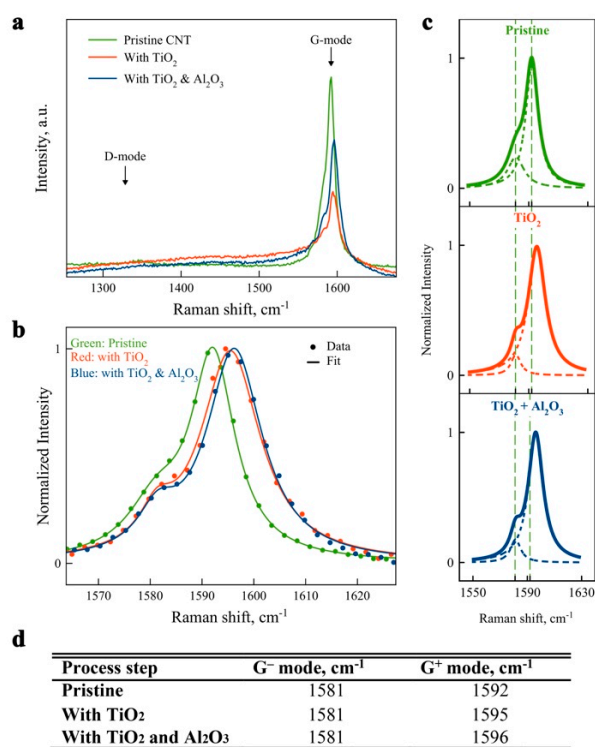 a
Pristine CNT
With TiO₂
With TiO₂ & Al₂O₃
G-mode
D-mode
Intensity, a.u.
1300 1400 1500 1600
Raman shift, cm⁻¹
b
Green: Pristine
Red: with TiO₂
Blue: with TiO₂ & Al₂O₃
Data
Fit
1
0
Normalized Intensity
1570 1580 1590 1600 1610 1620
Raman shift, cm⁻¹
c
Pristine
1
0
TiO₂
1
0
TiO₂ + Al₂O₃
1
0
Normalized Intensity
1550 1590 1630
Raman shift, cm⁻¹
d
Process step G⁻ mode, cm⁻¹ G⁺ mode, cm⁻¹
Pristine 1581 1592
With TiO₂ 1581 1595
With TiO₂ and Al₂O₃ 1581 1596